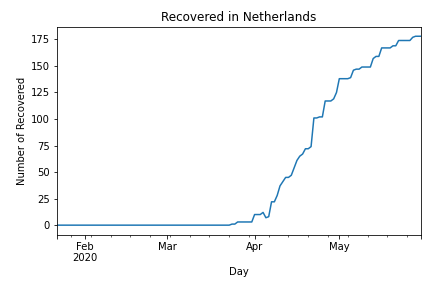 Recovered in Netherlands
Number of Recovered
175
150
125
100
75
50
25
0
Feb
2020
Mar
Apr
May
Day